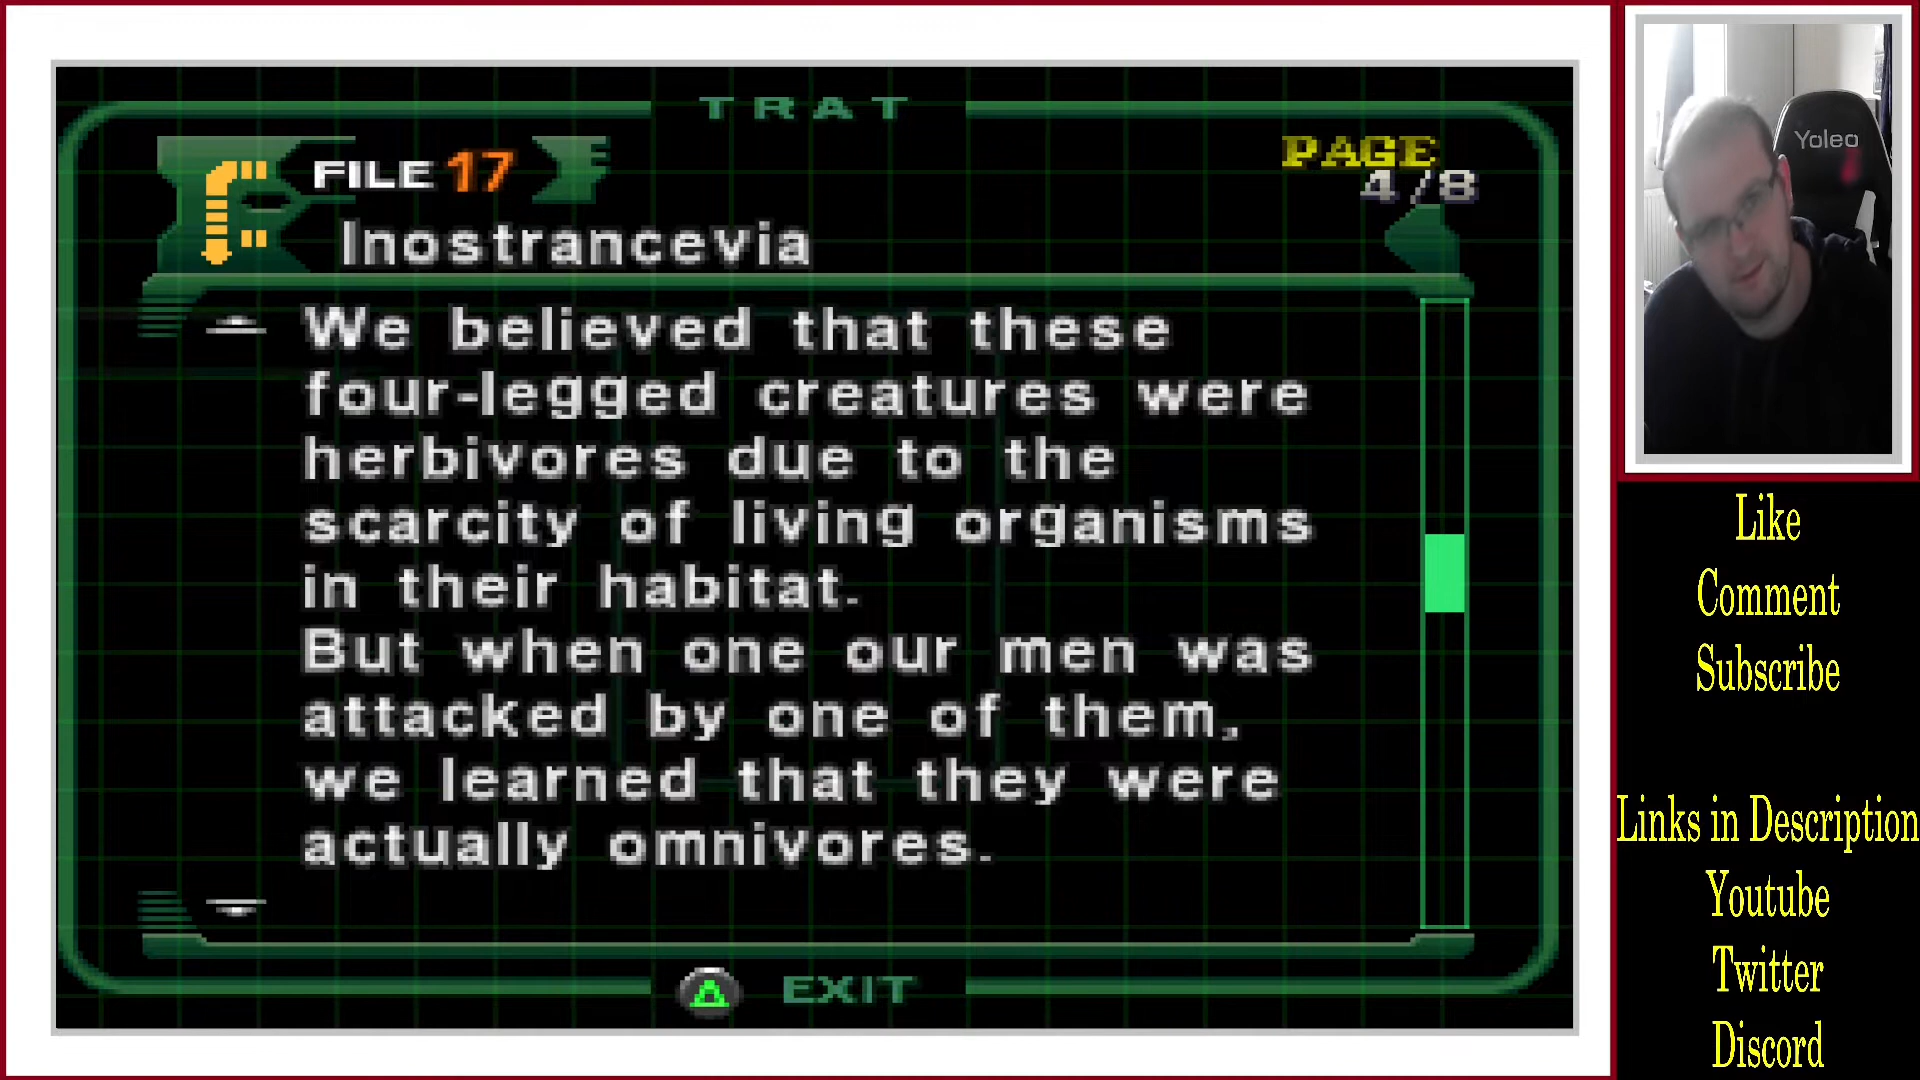 TRAT
FILE 17
PAGE
4/8
Inostrancevia
We believed that these
four-legged creatures were
herbivores due to the
scarcity of living organisms
in their habitat.
But when one our men was
attacked by one of them,
we learned that they were
actually omnivores.
EXIT
Yaleo
Like
Comment
Subscribe
Links in Description
Youtube
Twitter
Discord